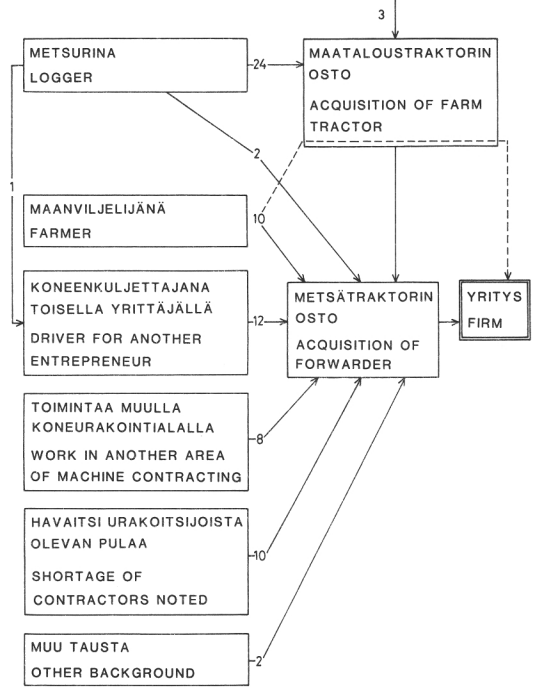 3
METSURINA
LOGGER
24
MAATALOUSTRAKTORIN
OSTO
ACQUISITION OF FARM
TRACTOR
2
1
MAANVILJELIJÄNÄ
FARMER
10
KONEENKULJETTAJANA
TOISELLA YRITTÄJÄLLÄ
DRIVER FOR ANOTHER
ENTREPRENEUR
12
METSÄTRAKTORIN
OSTO
ACQUISITION OF
FORWARDER
YRITYS
FIRM
TOIMINTAA MUULLA
KONEURAKOINTIALALLA
WORK IN ANOTHER AREA
OF MACHINE CONTRACTING
8
HAVAITSI URAKOITSIJOISTA
OLEVAN PULAA
SHORTAGE OF
CONTRACTORS NOTED
10
MUU TAUSTA
OTHER BACKGROUND
2